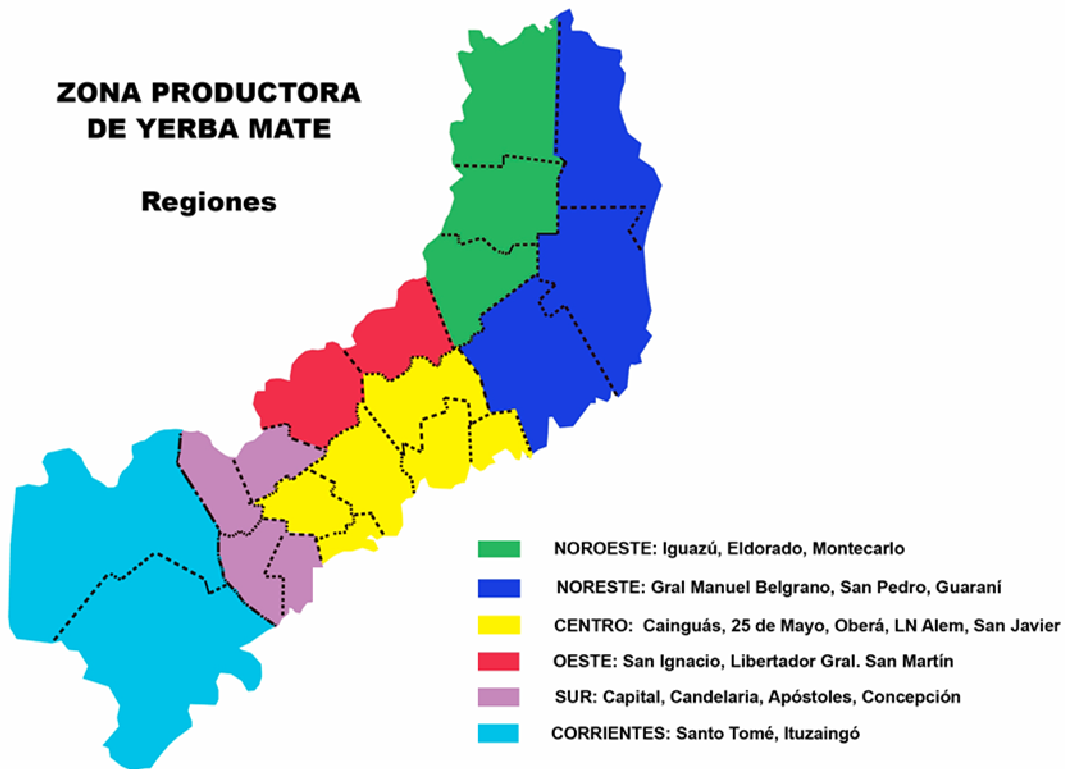 ZONA PRODUCTORA
DE YERBA MATE
Regiones
NOROESTE: Iguazú, Eldorado, Montecarlo
NORESTE: Gral Manuel Belgrano, San Pedro, Guaraní
CENTRO: Cainguás, 25 de Mayo, Oberá, LN Alem, San Javier
OESTE: San Ignacio, Libertador Gral. San Martín
SUR: Capital, Candelaria, Apóstoles, Concepción
CORRIENTES: Santo Tomé, Ituzaingó